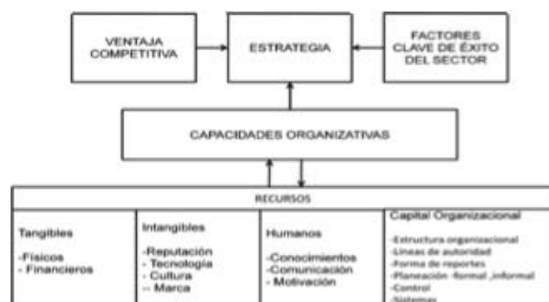 VENTAJA
COMPETITIVA
ESTRATEGIA
FACTORES
CLAVE DE ÉXITO
DEL SECTOR
CAPACIDADES ORGANIZATIVAS
RECURSOS
Tangibles
-Físicos
- Financieros
Intangibles
-Reputación
- Tecnología
- Cultura
-- Marca
Humanos
-Conocimientos
-Comunicación
- Motivación
Capital Organizacional
-Estructura organizacional
-Líneas de autoridad
-Forma de reportes
-Planeación -formal ,informal
-Control
-Sistemas